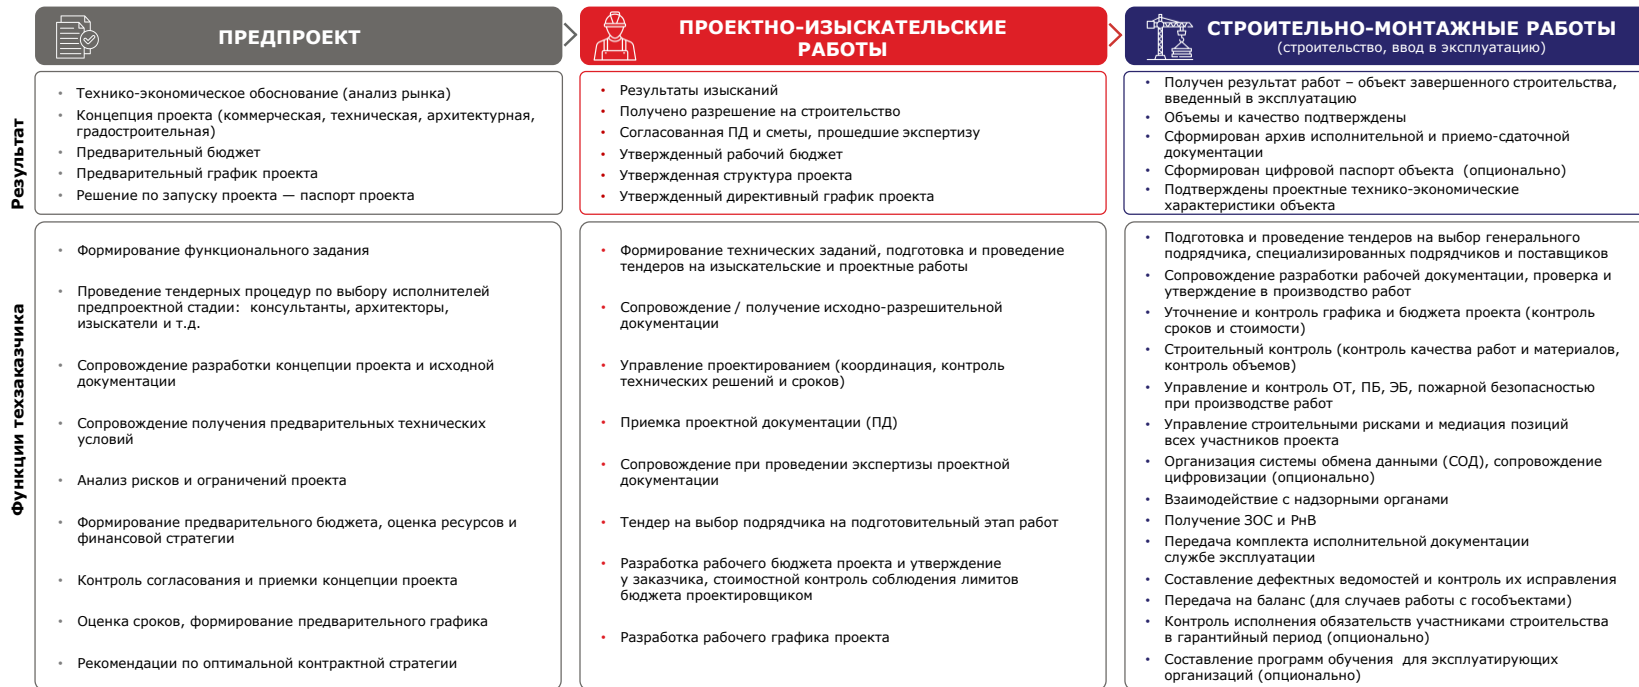 ПРЕДПРОЕКТ
ПРОЕКТНО-ИЗЫСКАТЕЛЬСКИЕ
РАБОТЫ
СТРОИТЕЛЬНО-МОНТАЖНЫЕ РАБОТЫ
(строительство, ввод в эксплуатацию)
Результат
• Технико-экономическое обоснование (анализ рынка)
• Концепция проекта (коммерческая, техническая, архитектурная,
градостроительная)
• Предварительный бюджет
• Предварительный график проекта
• Решение по запуску проекта — паспорт проекта
• Результаты изысканий
• Получено разрешение на строительство
• Согласованная ПД и сметы, прошедшие экспертизу
• Утвержденный рабочий бюджет
• Утвержденная структура проекта
• Утвержденный директивный график проекта
• Получен результат работ – объект завершенного строительства,
введенный в эксплуатацию
• Объемы и качество подтверждены
• Сформирован архив исполнительной и приемо-сдаточной
документации
• Сформирован цифровой паспорт объекта (опционально)
• Подтверждены проектные технико-экономические
характеристики объекта
Функции техзаказчика
• Формирование функционального задания
• Проведение тендерных процедур по выбору исполнителей
предпроектной стадии: консультанты, архитекторы,
изыскатели и т.д.
• Сопровождение разработки концепции проекта и исходной
документации
• Сопровождение получения предварительных технических
условий
• Анализ рисков и ограничений проекта
• Формирование предварительного бюджета, оценка ресурсов и
финансовой стратегии
• Контроль согласования и приемки концепции проекта
• Оценка сроков, формирование предварительного графика
• Рекомендации по оптимальной контрактной стратегии
• Формирование технических заданий, подготовка и проведение
тендеров на изыскательские и проектные работы
• Сопровождение / получение исходно-разрешительной
документации
• Управление проектированием (координация, контроль
технических решений и сроков)
• Приемка проектной документации (ПД)
• Сопровождение при проведении экспертизы проектной
документации
• Тендер на выбор подрядчика на подготовительный этап работ
• Разработка рабочего бюджета проекта и утверждение
у заказчика, стоимостной контроль соблюдения лимитов
бюджета проектировщиком
• Разработка рабочего графика проекта
• Подготовка и проведение тендеров на выбор генерального
подрядчика, специализированных подрядчиков и поставщиков
• Сопровождение разработки рабочей документации, проверка и
утверждение в производство работ
• Уточнение и контроль графика и бюджета проекта (контроль
сроков и стоимости)
• Строительный контроль (контроль качества работ и материалов,
контроль объемов)
• Управление и контроль ОТ, ПБ, ЭБ, пожарной безопасностью
при производстве работ
• Управление строительными рисками и медиация позиций
всех участников проекта
• Организация системы обмена данными (СОД), сопровождение
цифровизации (опционально)
• Взаимодействие с надзорными органами
• Получение ЗОС и РнВ
• Передача комплекта исполнительной документации
службе эксплуатации
• Составление дефектных ведомостей и контроль их исправления
• Передача на баланс (для случаев работы с гособъектами)
• Контроль исполнения обязательств участниками строительства
в гарантийный период (опционально)
• Составление программ обучения для эксплуатирующих
организаций (опционально)